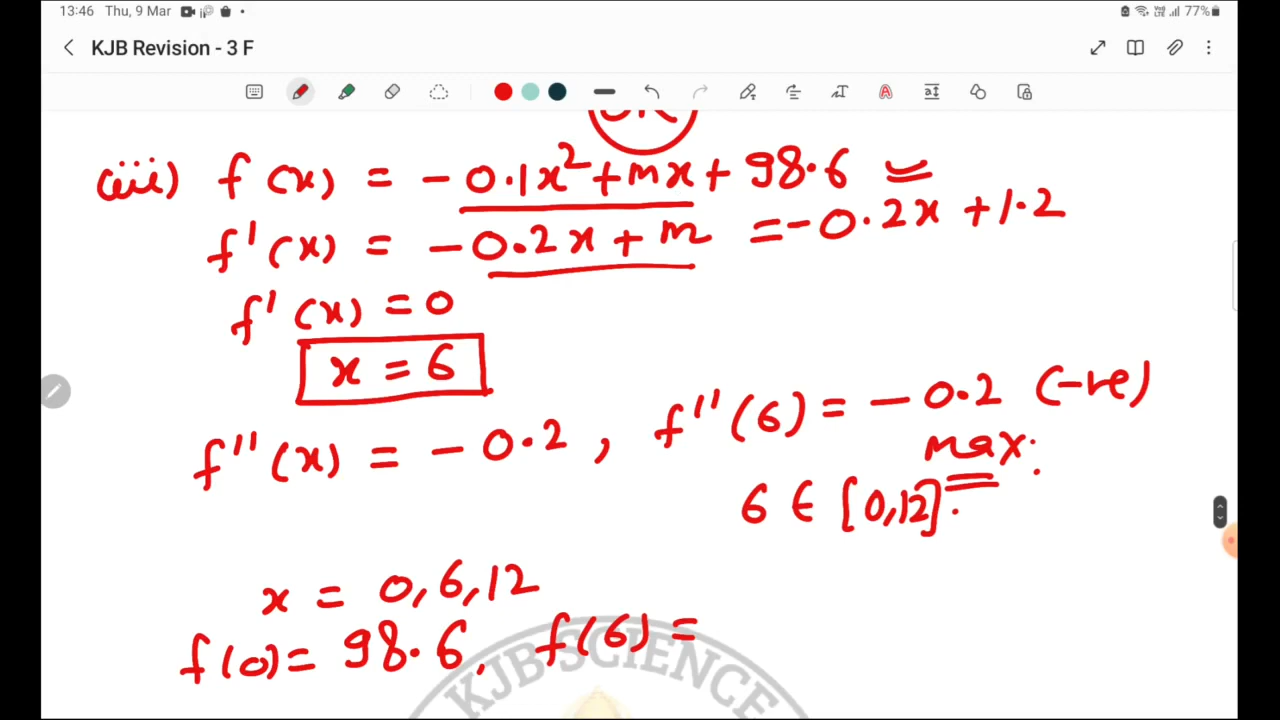 13:46 Thu, 9 Mar
77%
KJB Revision - 3 F
(iii) f(x) = -0.1x²+mx+98.6
f'(x) = -0.2x+m = -0.2x+1.2
f'(x) = 0
x = 6
f''(x) = -0.2, f''(6) = -0.2 (-ve)
max.
6 ∈ [0,12].
x = 0,6,12
f(0)= 98.6, f(6) =
KJB SCIENCE